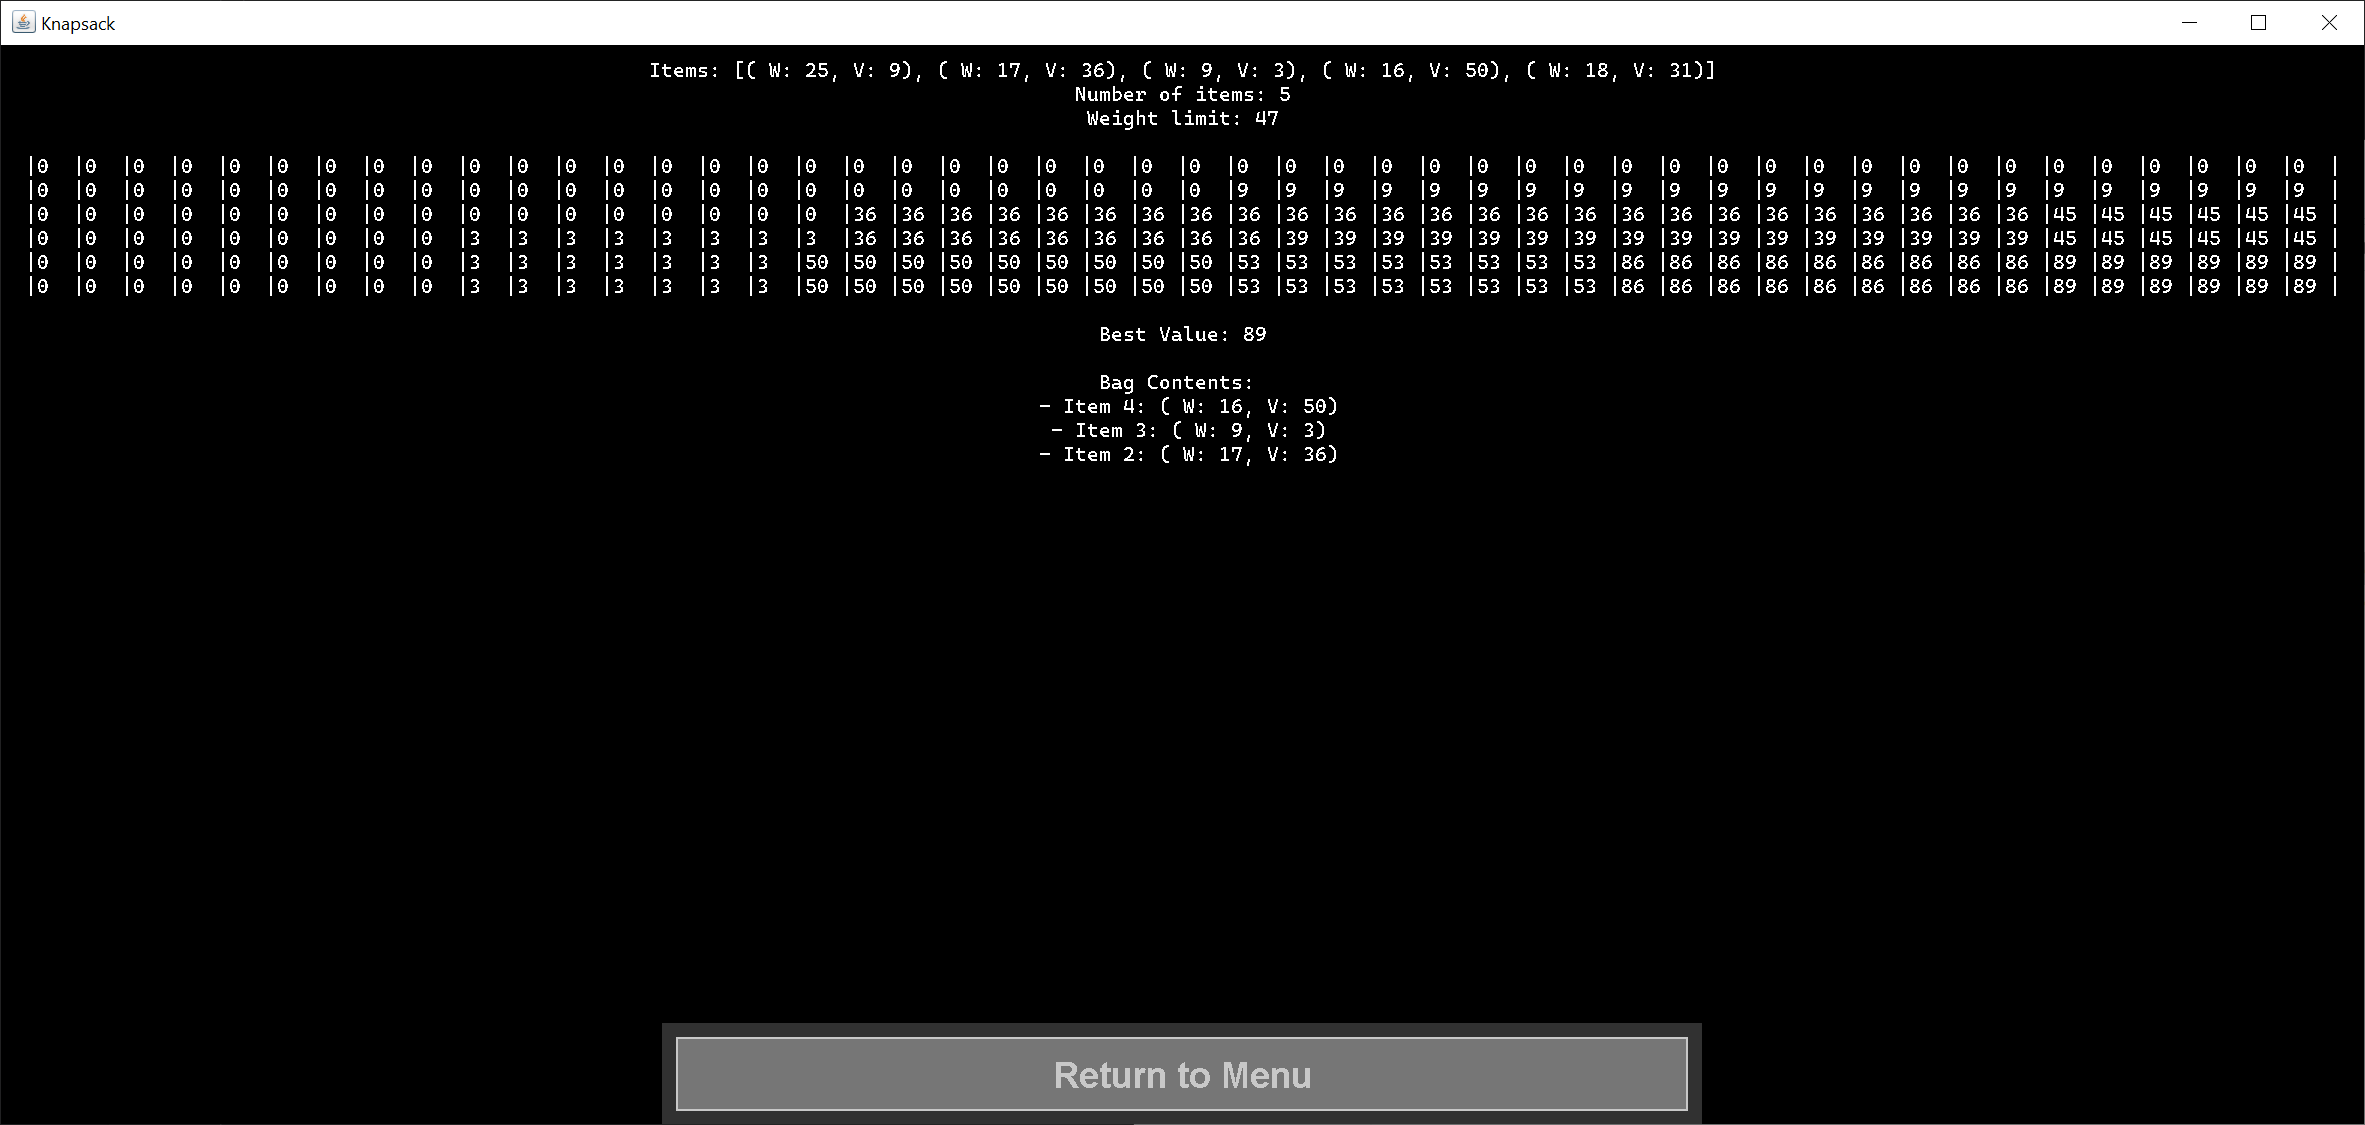 Knapsack
Items: [( W: 25, V: 9), ( W: 17, V: 36), ( W: 9, V: 3), ( W: 16, V: 50), ( W: 18, V: 31)]
Number of items: 5
Weight limit: 47
|0  |0  |0  |0  |0  |0  |0  |0  |0  |0  |0  |0  |0  |0  |0  |0  |0  |0  |0  |0  |0  |0  |0  |0  |0  |0  |0  |0  |0  |0  |0  |0  |0  |0  |0  |0  |0  |0  |0  |0  |0  |0  |0  |0  |0  |0  |0  |0  |
|0  |0  |0  |0  |0  |0  |0  |0  |0  |0  |0  |0  |0  |0  |0  |0  |0  |0  |0  |0  |0  |0  |0  |0  |0  |9  |9  |9  |9  |9  |9  |9  |9  |9  |9  |9  |9  |9  |9  |9  |9  |9  |9  |9  |9  |9  |9  |9  |
|0  |0  |0  |0  |0  |0  |0  |0  |0  |0  |0  |0  |0  |0  |0  |0  |0  |36 |36 |36 |36 |36 |36 |36 |36 |36 |36 |36 |36 |36 |36 |36 |36 |36 |36 |36 |36 |36 |36 |36 |36 |36 |45 |45 |45 |45 |45 |45 |
|0  |0  |0  |0  |0  |0  |0  |0  |0  |3  |3  |3  |3  |3  |3  |3  |3  |36 |36 |36 |36 |36 |36 |36 |36 |36 |39 |39 |39 |39 |39 |39 |39 |39 |39 |39 |39 |39 |39 |39 |39 |39 |45 |45 |45 |45 |45 |45 |
|0  |0  |0  |0  |0  |0  |0  |0  |0  |3  |3  |3  |3  |3  |3  |3  |50 |50 |50 |50 |50 |50 |50 |50 |50 |53 |53 |53 |53 |53 |53 |53 |53 |86 |86 |86 |86 |86 |86 |86 |86 |86 |89 |89 |89 |89 |89 |89 |
|0  |0  |0  |0  |0  |0  |0  |0  |0  |3  |3  |3  |3  |3  |3  |3  |50 |50 |50 |50 |50 |50 |50 |50 |50 |53 |53 |53 |53 |53 |53 |53 |53 |86 |86 |86 |86 |86 |86 |86 |86 |86 |89 |89 |89 |89 |89 |89 |
Best Value: 89
Bag Contents:
- Item 4: ( W: 16, V: 50)
- Item 3: ( W: 9, V: 3)
- Item 2: ( W: 17, V: 36)
Return to Menu